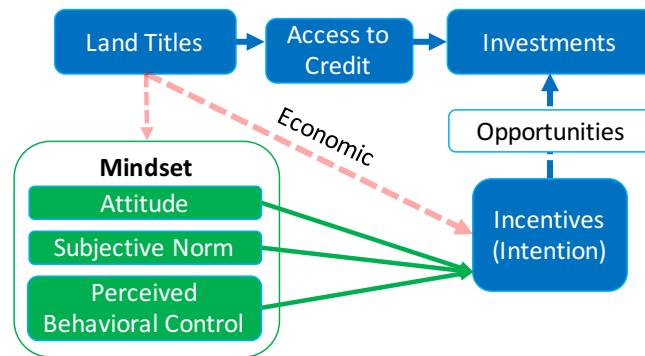 Land Titles
Access to
Credit
Investments
Economic
Opportunities
Mindset
Attitude
Subjective Norm
Perceived
Behavioral Control
Incentives
(Intention)